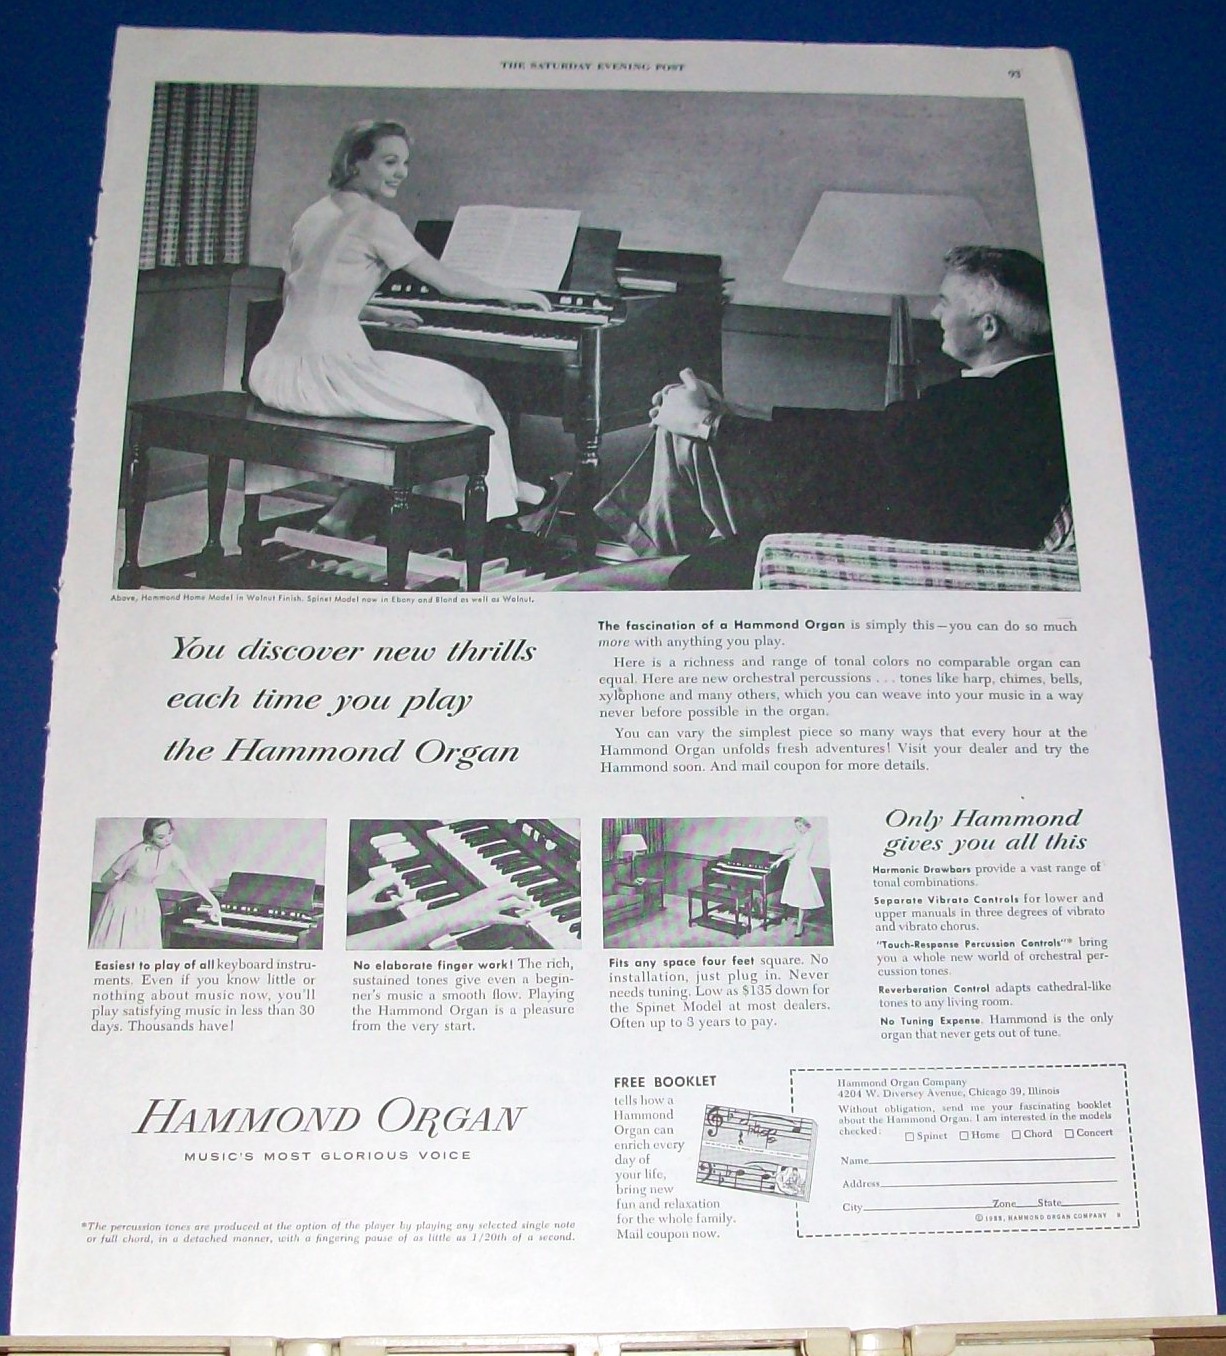 THE SATURDAY EVENING POST
93
Above, Hammond Home Model in Walnut Finish. Spinet Model now in Ebony and Blond as well as Walnut.
You discover new thrills
each time you play
the Hammond Organ
The fascination of a Hammond Organ is simply this—you can do so much
more with anything you play.
Here is a richness and range of tonal colors no comparable organ can
equal. Here are new orchestral percussions . . . tones like harp, chimes, bells,
xylophone and many others, which you can weave into your music in a way
never before possible in the organ.
You can vary the simplest piece so many ways that every hour at the
Hammond Organ unfolds fresh adventures! Visit your dealer and try the
Hammond soon. And mail coupon for more details.
Easiest to play of all keyboard instru-
ments. Even if you know little or
nothing about music now, you'll
play satisfying music in less than 30
days. Thousands have!
No elaborate finger work! The rich,
sustained tones give even a begin-
ner's music a smooth flow. Playing
the Hammond Organ is a pleasure
from the very start.
Fits any space four feet square. No
installation, just plug in. Never
needs tuning. Low as $135 down for
the Spinet Model at most dealers.
Often up to 3 years to pay.
Only Hammond
gives you all this
Harmonic Drawbars provide a vast range of
tonal combinations.
Separate Vibrato Controls for lower and
upper manuals in three degrees of vibrato
and vibrato chorus.
"Touch-Response Percussion Controls"* bring
you a whole new world of orchestral per-
cussion tones.
Reverberation Control adapts cathedral-like
tones to any living room.
No Tuning Expense. Hammond is the only
organ that never gets out of tune.
HAMMOND ORGAN
MUSIC'S MOST GLORIOUS VOICE
*The percussion tones are produced at the option of the player by playing any selected single note
or full chord, in a detached manner, with a fingering pause of as little as 1/20th of a second.
FREE BOOKLET
tells how a
Hammond
Organ can
enrich every
day of
your life,
bring new
fun and relaxation
for the whole family.
Mail coupon now.
Hammond Organ Company
4204 W. Diversey Avenue, Chicago 39, Illinois
Without obligation, send me your fascinating booklet
about the Hammond Organ. I am interested in the models
checked:
Spinet Home Chord Concert
Name
Address
City Zone State
© 1955, HAMMOND ORGAN COMPANY